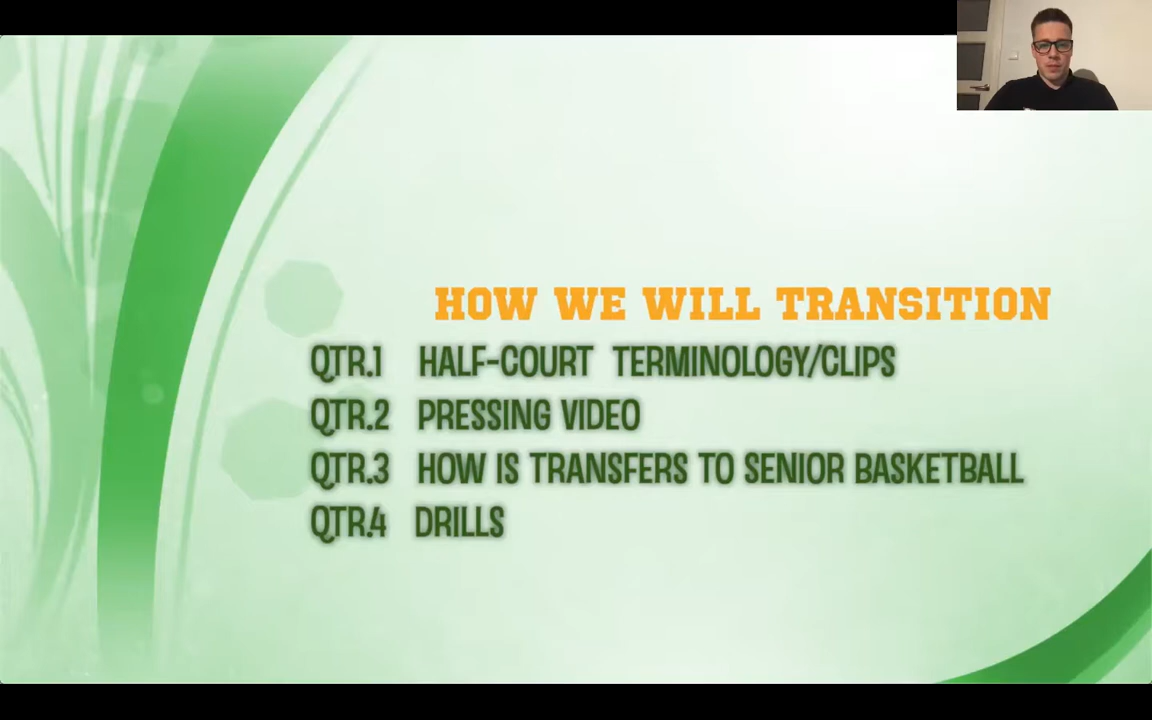 HOW WE WILL TRANSITION
QTR.1 HALF-COURT TERMINOLOGY/CLIPS
QTR.2 PRESSING VIDEO
QTR.3 HOW IS TRANSFERS TO SENIOR BASKETBALL
QTR.4 DRILLS